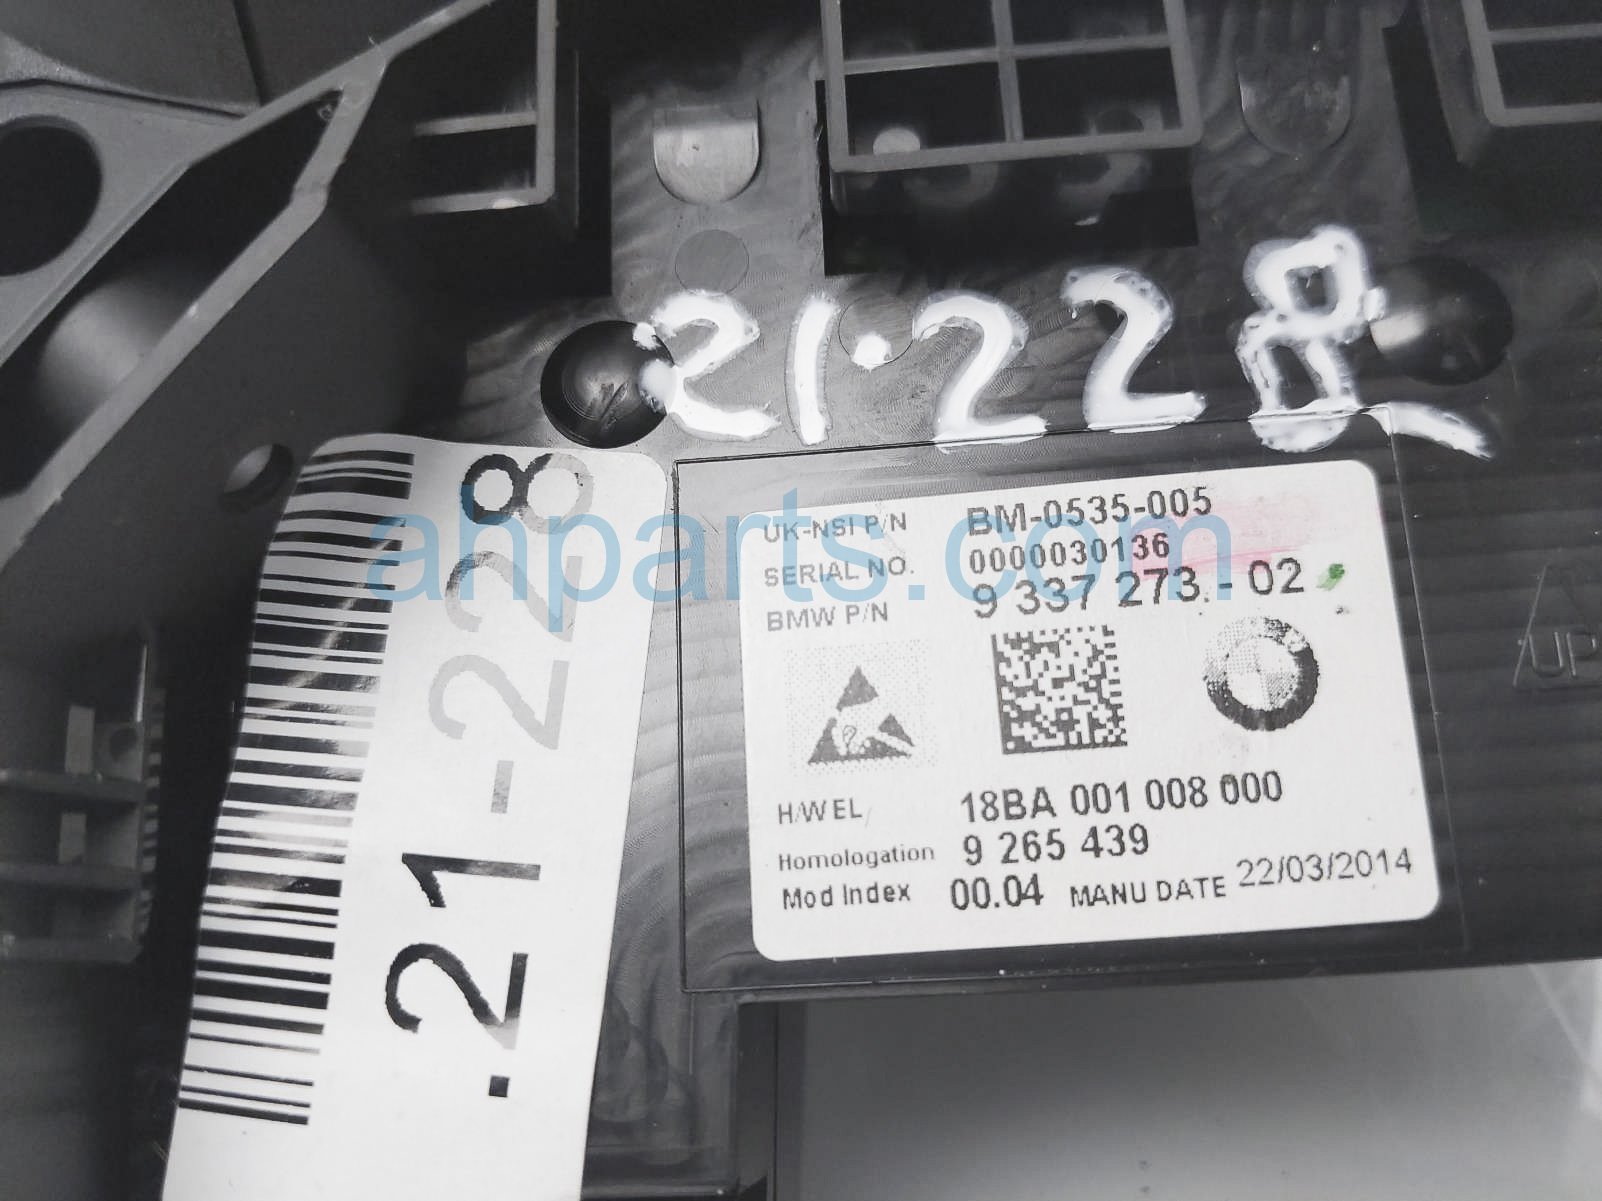 21.228
.21-228
ahparts.com
UK-NSI P/N BM-0535-005
SERIAL NO. 0000030136
BMW P/N 9 337 273.- 02
H/W EL, 18BA 001 008 000
Homologation 9 265 439
Mod Index 00.04 MANU DATE 22/03/2014
UP